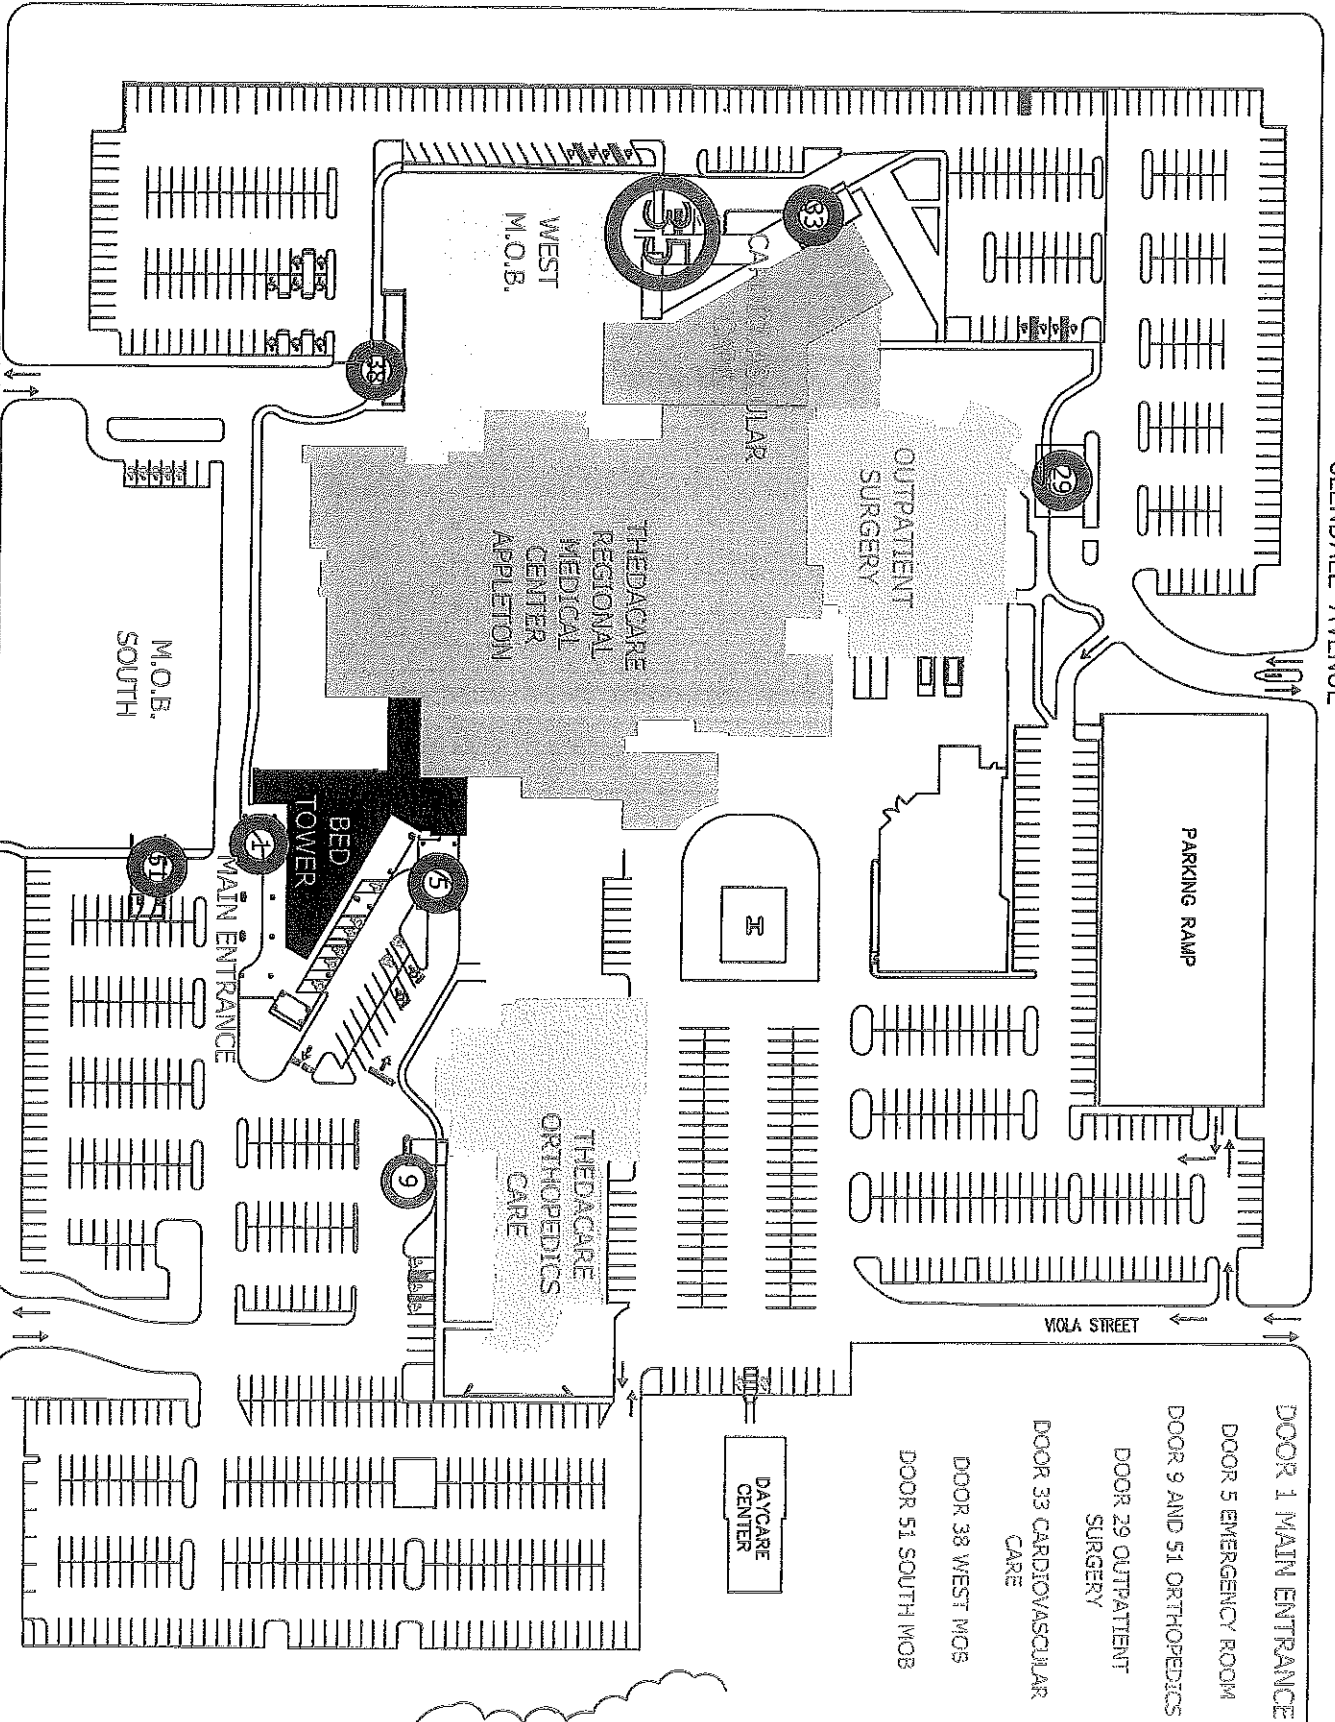 GLENDALE AVENUE
PARKING RAMP
VIOLA STREET
29
OUTPATIENT
SURGERY
33
35
WEST
M.O.B.
38
THEDACARE
REGIONAL
MEDICAL
CENTER
APPLETON
H
BED
TOWER
5
1
MAIN ENTRANCE
M.O.B.
SOUTH
51
THEDACARE
ORTHOPEDICS
CARE
9
DAYCARE
CENTER
DOOR 1 MAIN ENTRANCE
DOOR 5 EMERGENCY ROOM
DOOR 9 AND 51 ORTHOPEDICS
DOOR 29 OUTPATIENT
SURGERY
DOOR 33 CARDIOVASCULAR
CARE
DOOR 38 WEST MOB
DOOR 51 SOUTH MOB